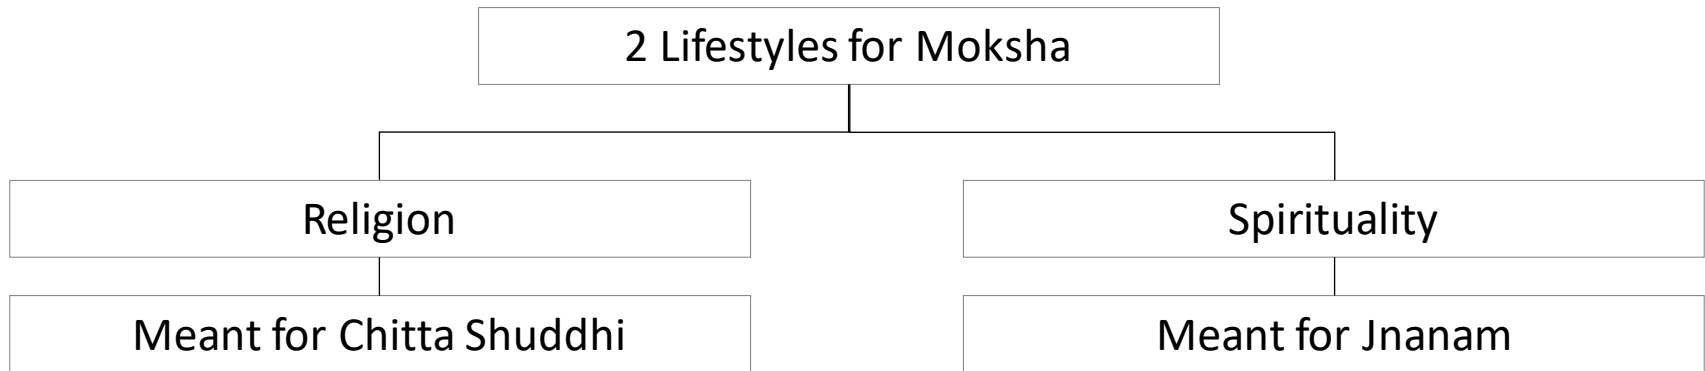 2 Lifestyles for Moksha
Religion
Spirituality
Meant for Chitta Shuddhi
Meant for Jnanam